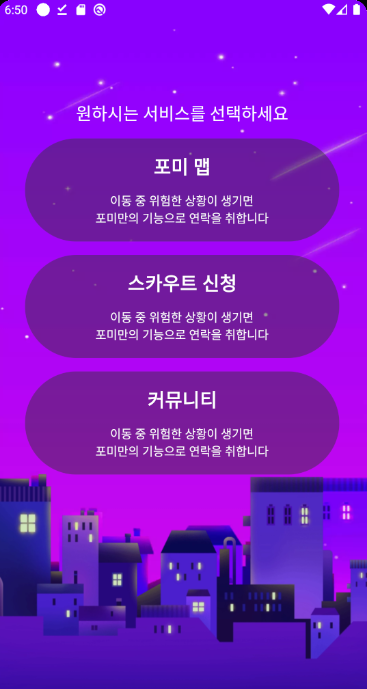 6:50
원하시는 서비스를 선택하세요
포미 맵
이동 중 위험한 상황이 생기면
포미만의 기능으로 연락을 취합니다
스카우트 신청
이동 중 위험한 상황이 생기면
포미만의 기능으로 연락을 취합니다
커뮤니티
이동 중 위험한 상황이 생기면
포미만의 기능으로 연락을 취합니다